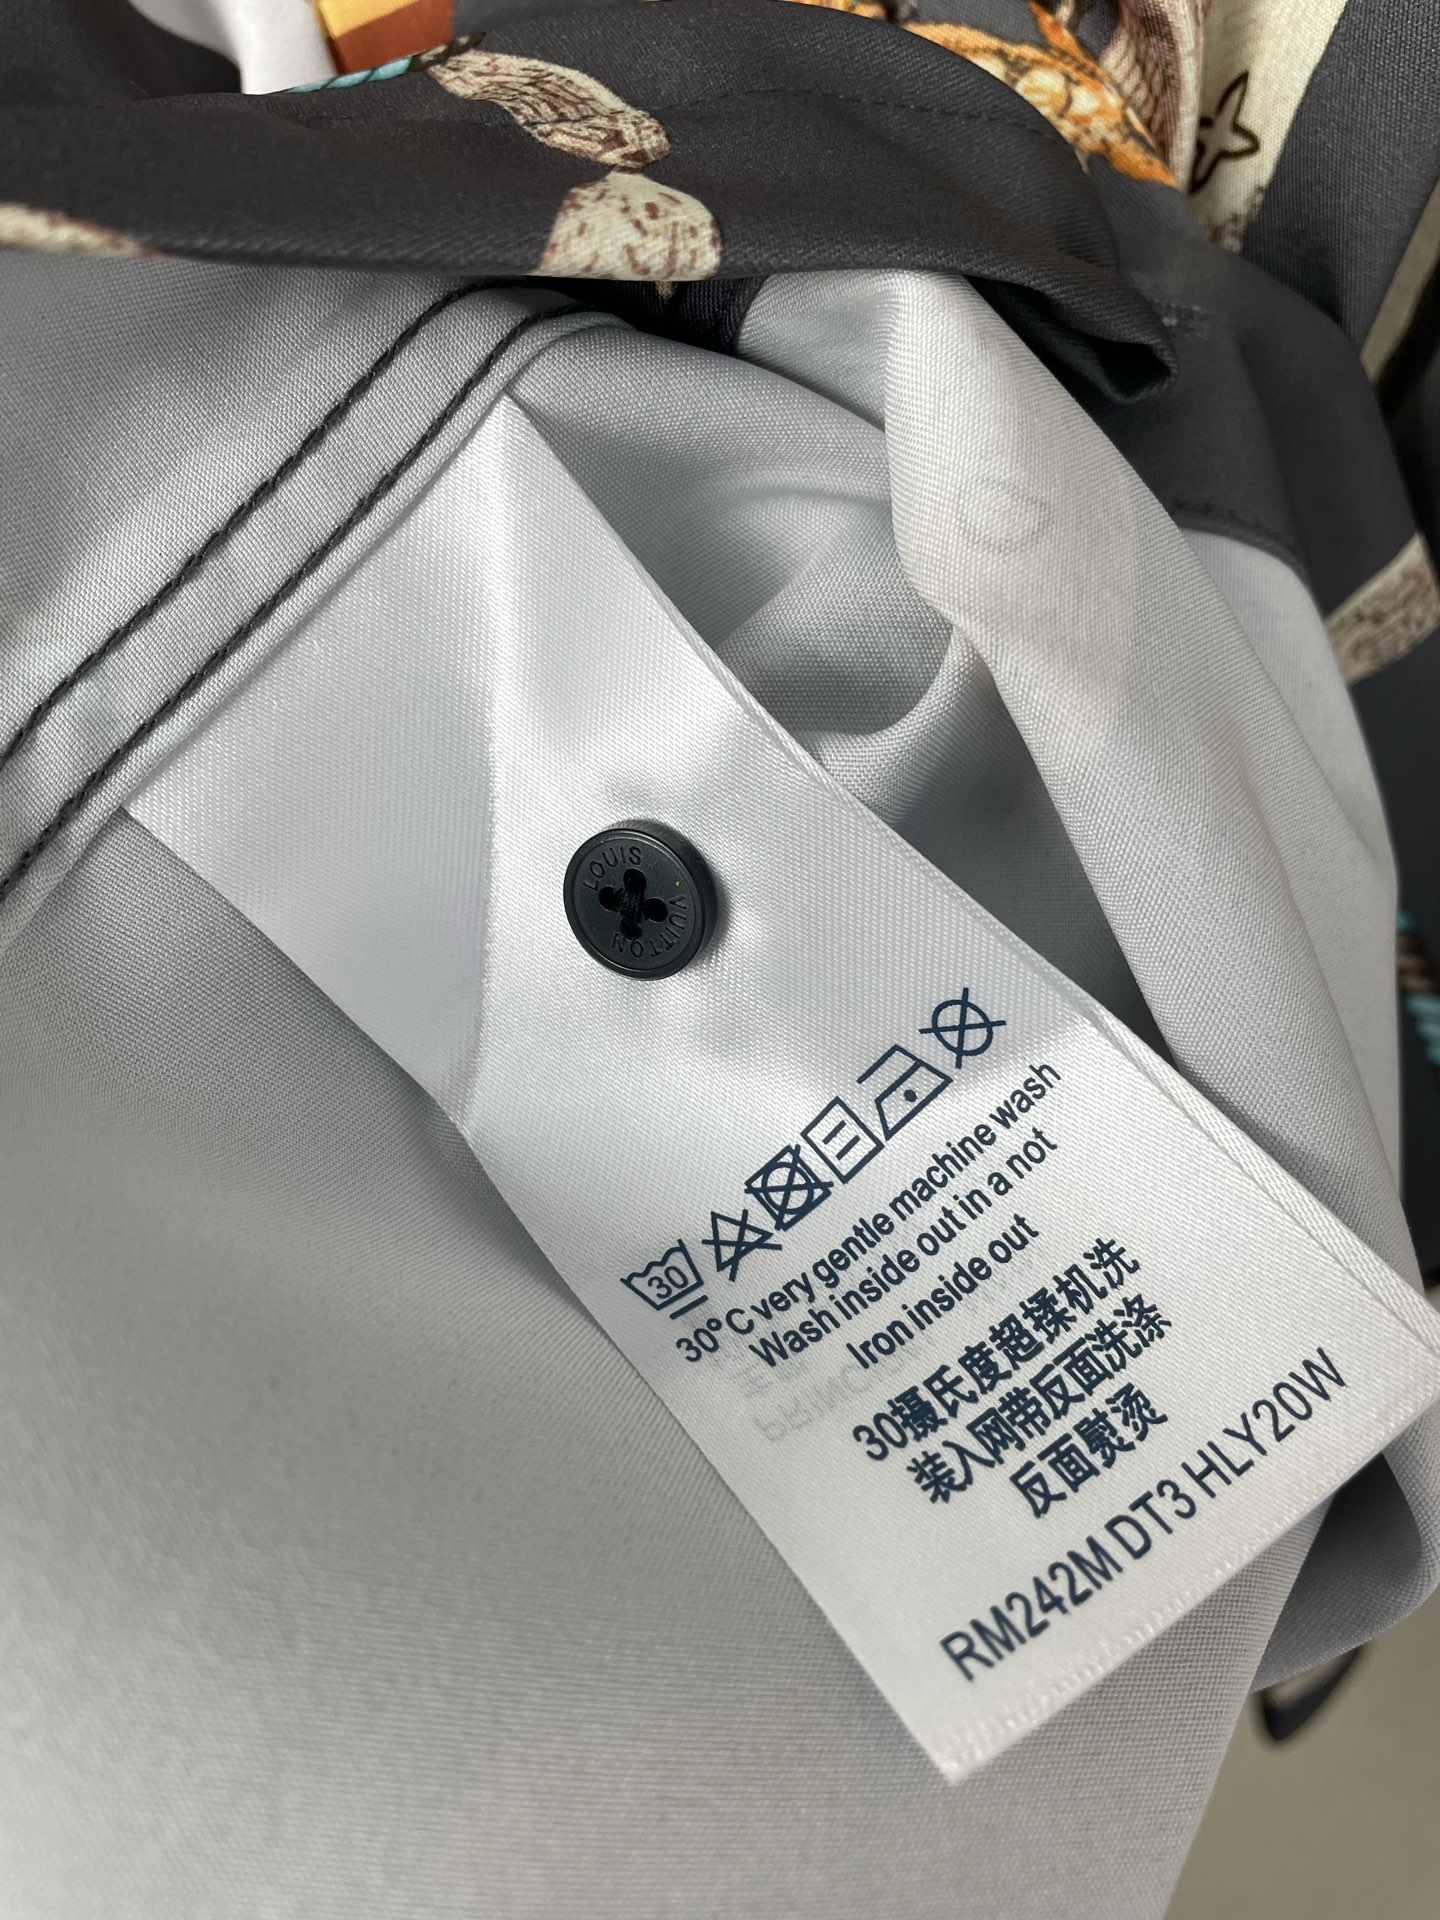 LOUIS
VUITTON
30
30°C very gentle machine wash
Wash inside out in a not
Iron inside out
30摄氏度超揉机洗
装入网带反面洗涤
反面熨烫
RM242M DT3 HLY20W